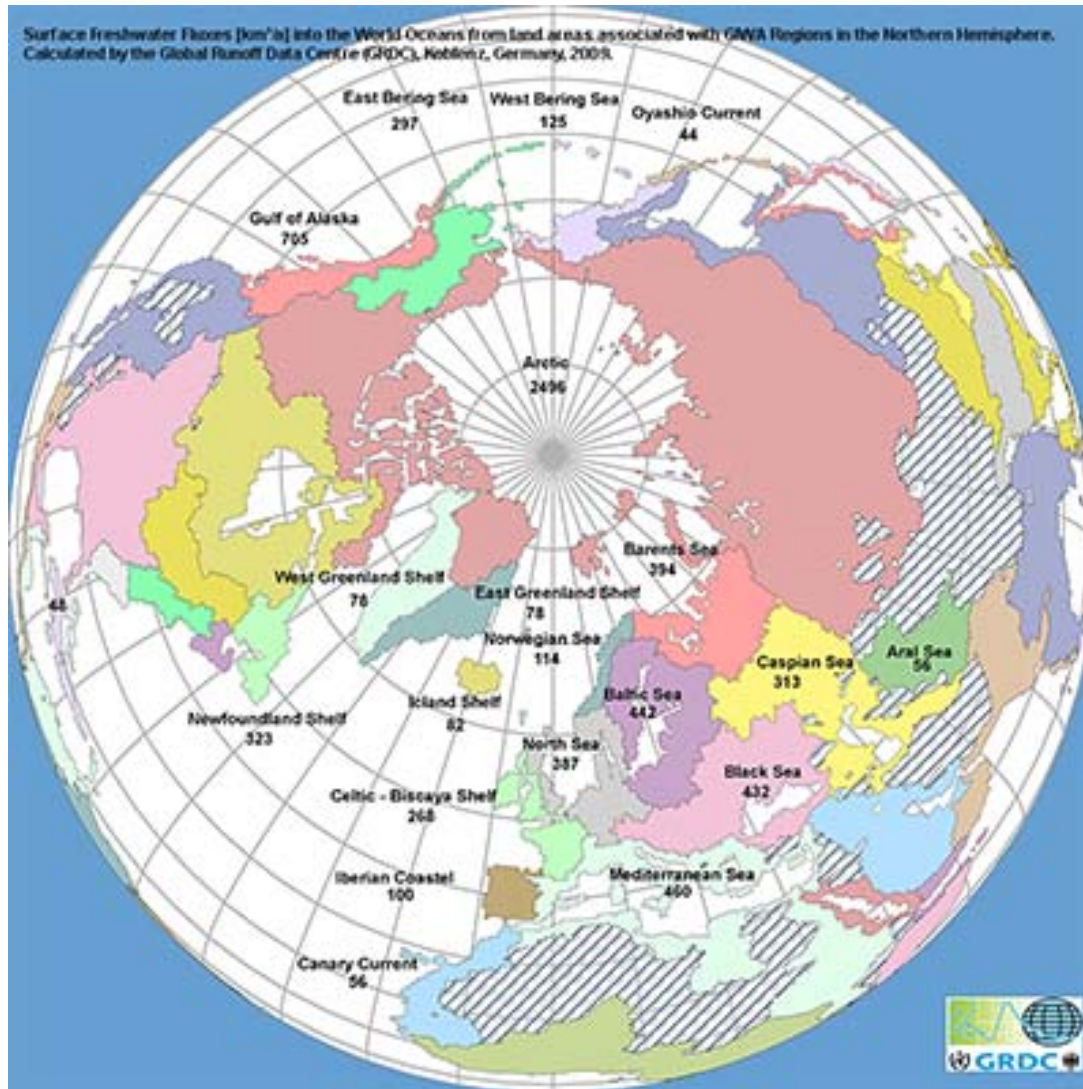 Surface Freshwater Fluxes [km³/a] into the World Oceans from land areas associated with GIWA Regions in the Northern Hemisphere.
Calculated by the Global Runoff Data Centre (GRDC), Koblenz, Germany, 2009.
East Bering Sea
297
West Bering Sea
125
Oyashio Current
44
Gulf of Alaska
705
Arctic
2496
Barents Sea
394
West Greenland Shelf
78
East Greenland Shelf
78
48
Norwegian Sea
114
Aral Sea
56
Caspian Sea
313
Baltic Sea
442
Icland Shelf
82
Newfoundland Shelf
323
North Sea
387
Black Sea
432
Celtic - Biscaya Shelf
268
Iberian Coastel
100
Mediterranean Sea
460
Canary Current
56
GRDC